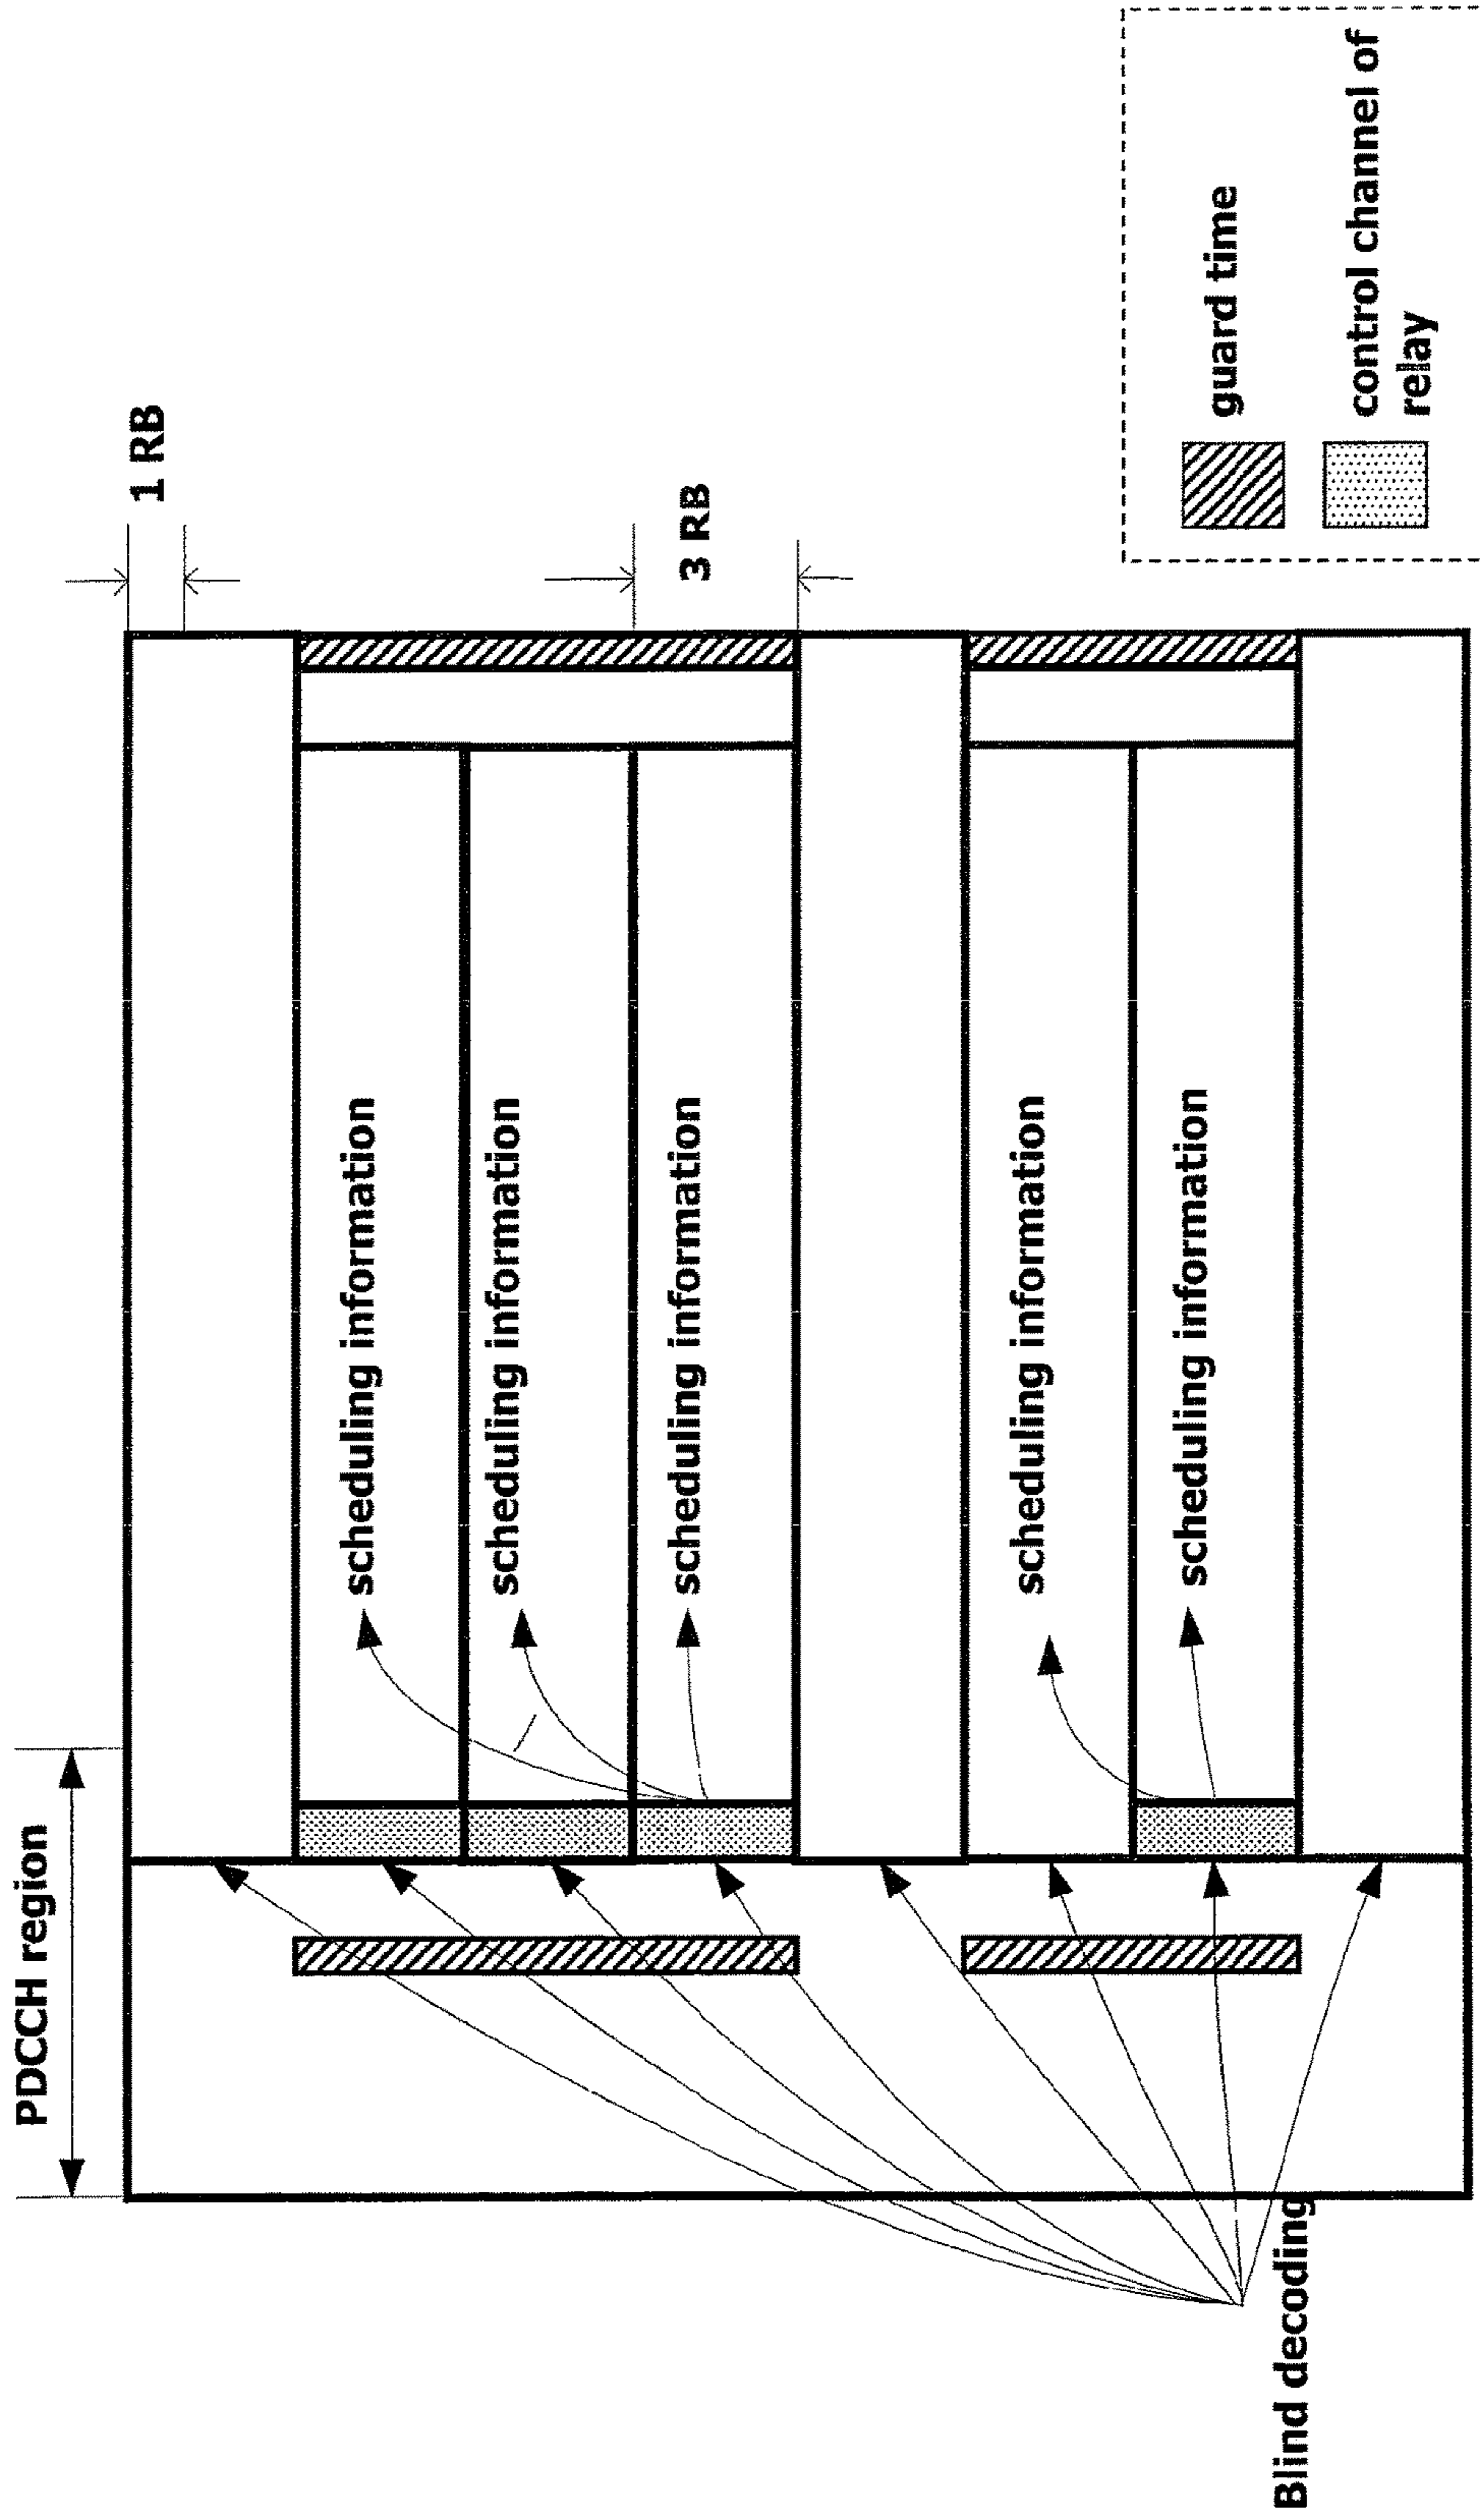 PDCCH region
1 RB
3 RB
scheduling information
scheduling information
scheduling information
scheduling information
scheduling information
Blind decoding
guard time
control channel of
relay